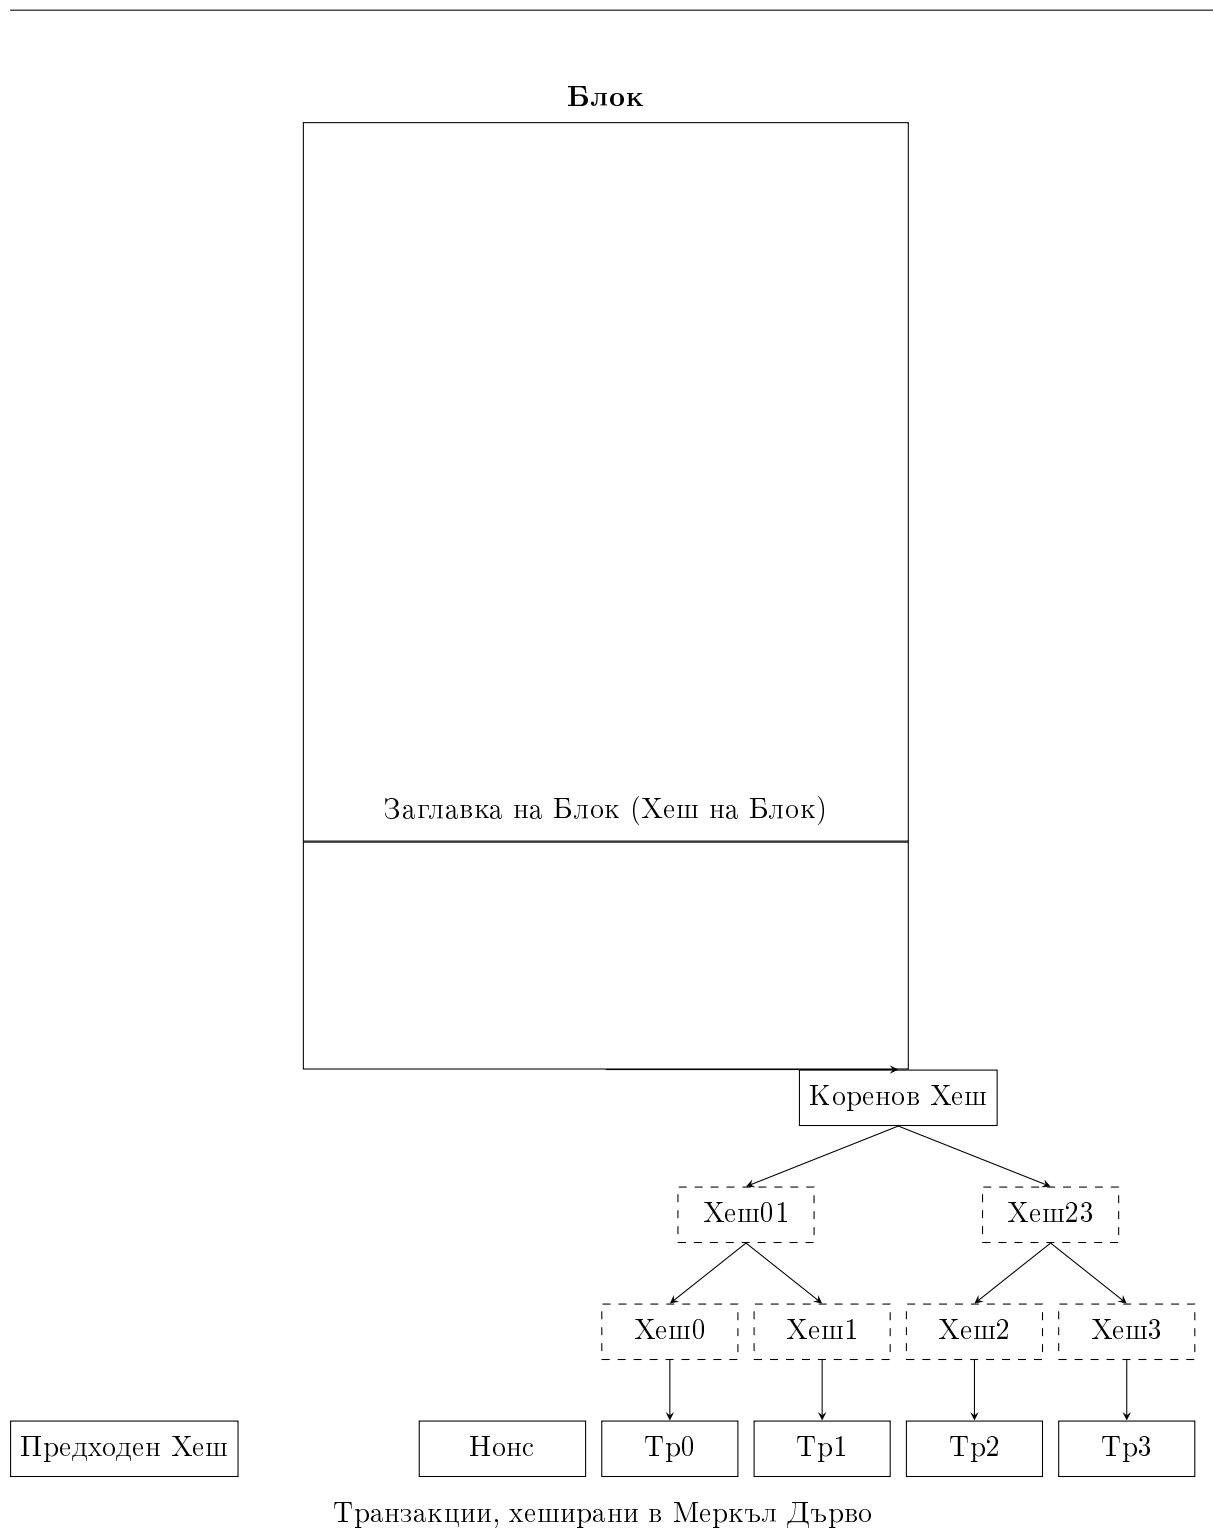 Блок
Заглавка на Блок (Хеш на Блок)
Коренов Хеш
Хеш01 Хеш23
Хеш0 Хеш1 Хеш2 Хеш3
Предходен Хеш Нонс Тр0 Тр1 Тр2 Тр3
Транзакции, хеширани в Меркъл Дърво